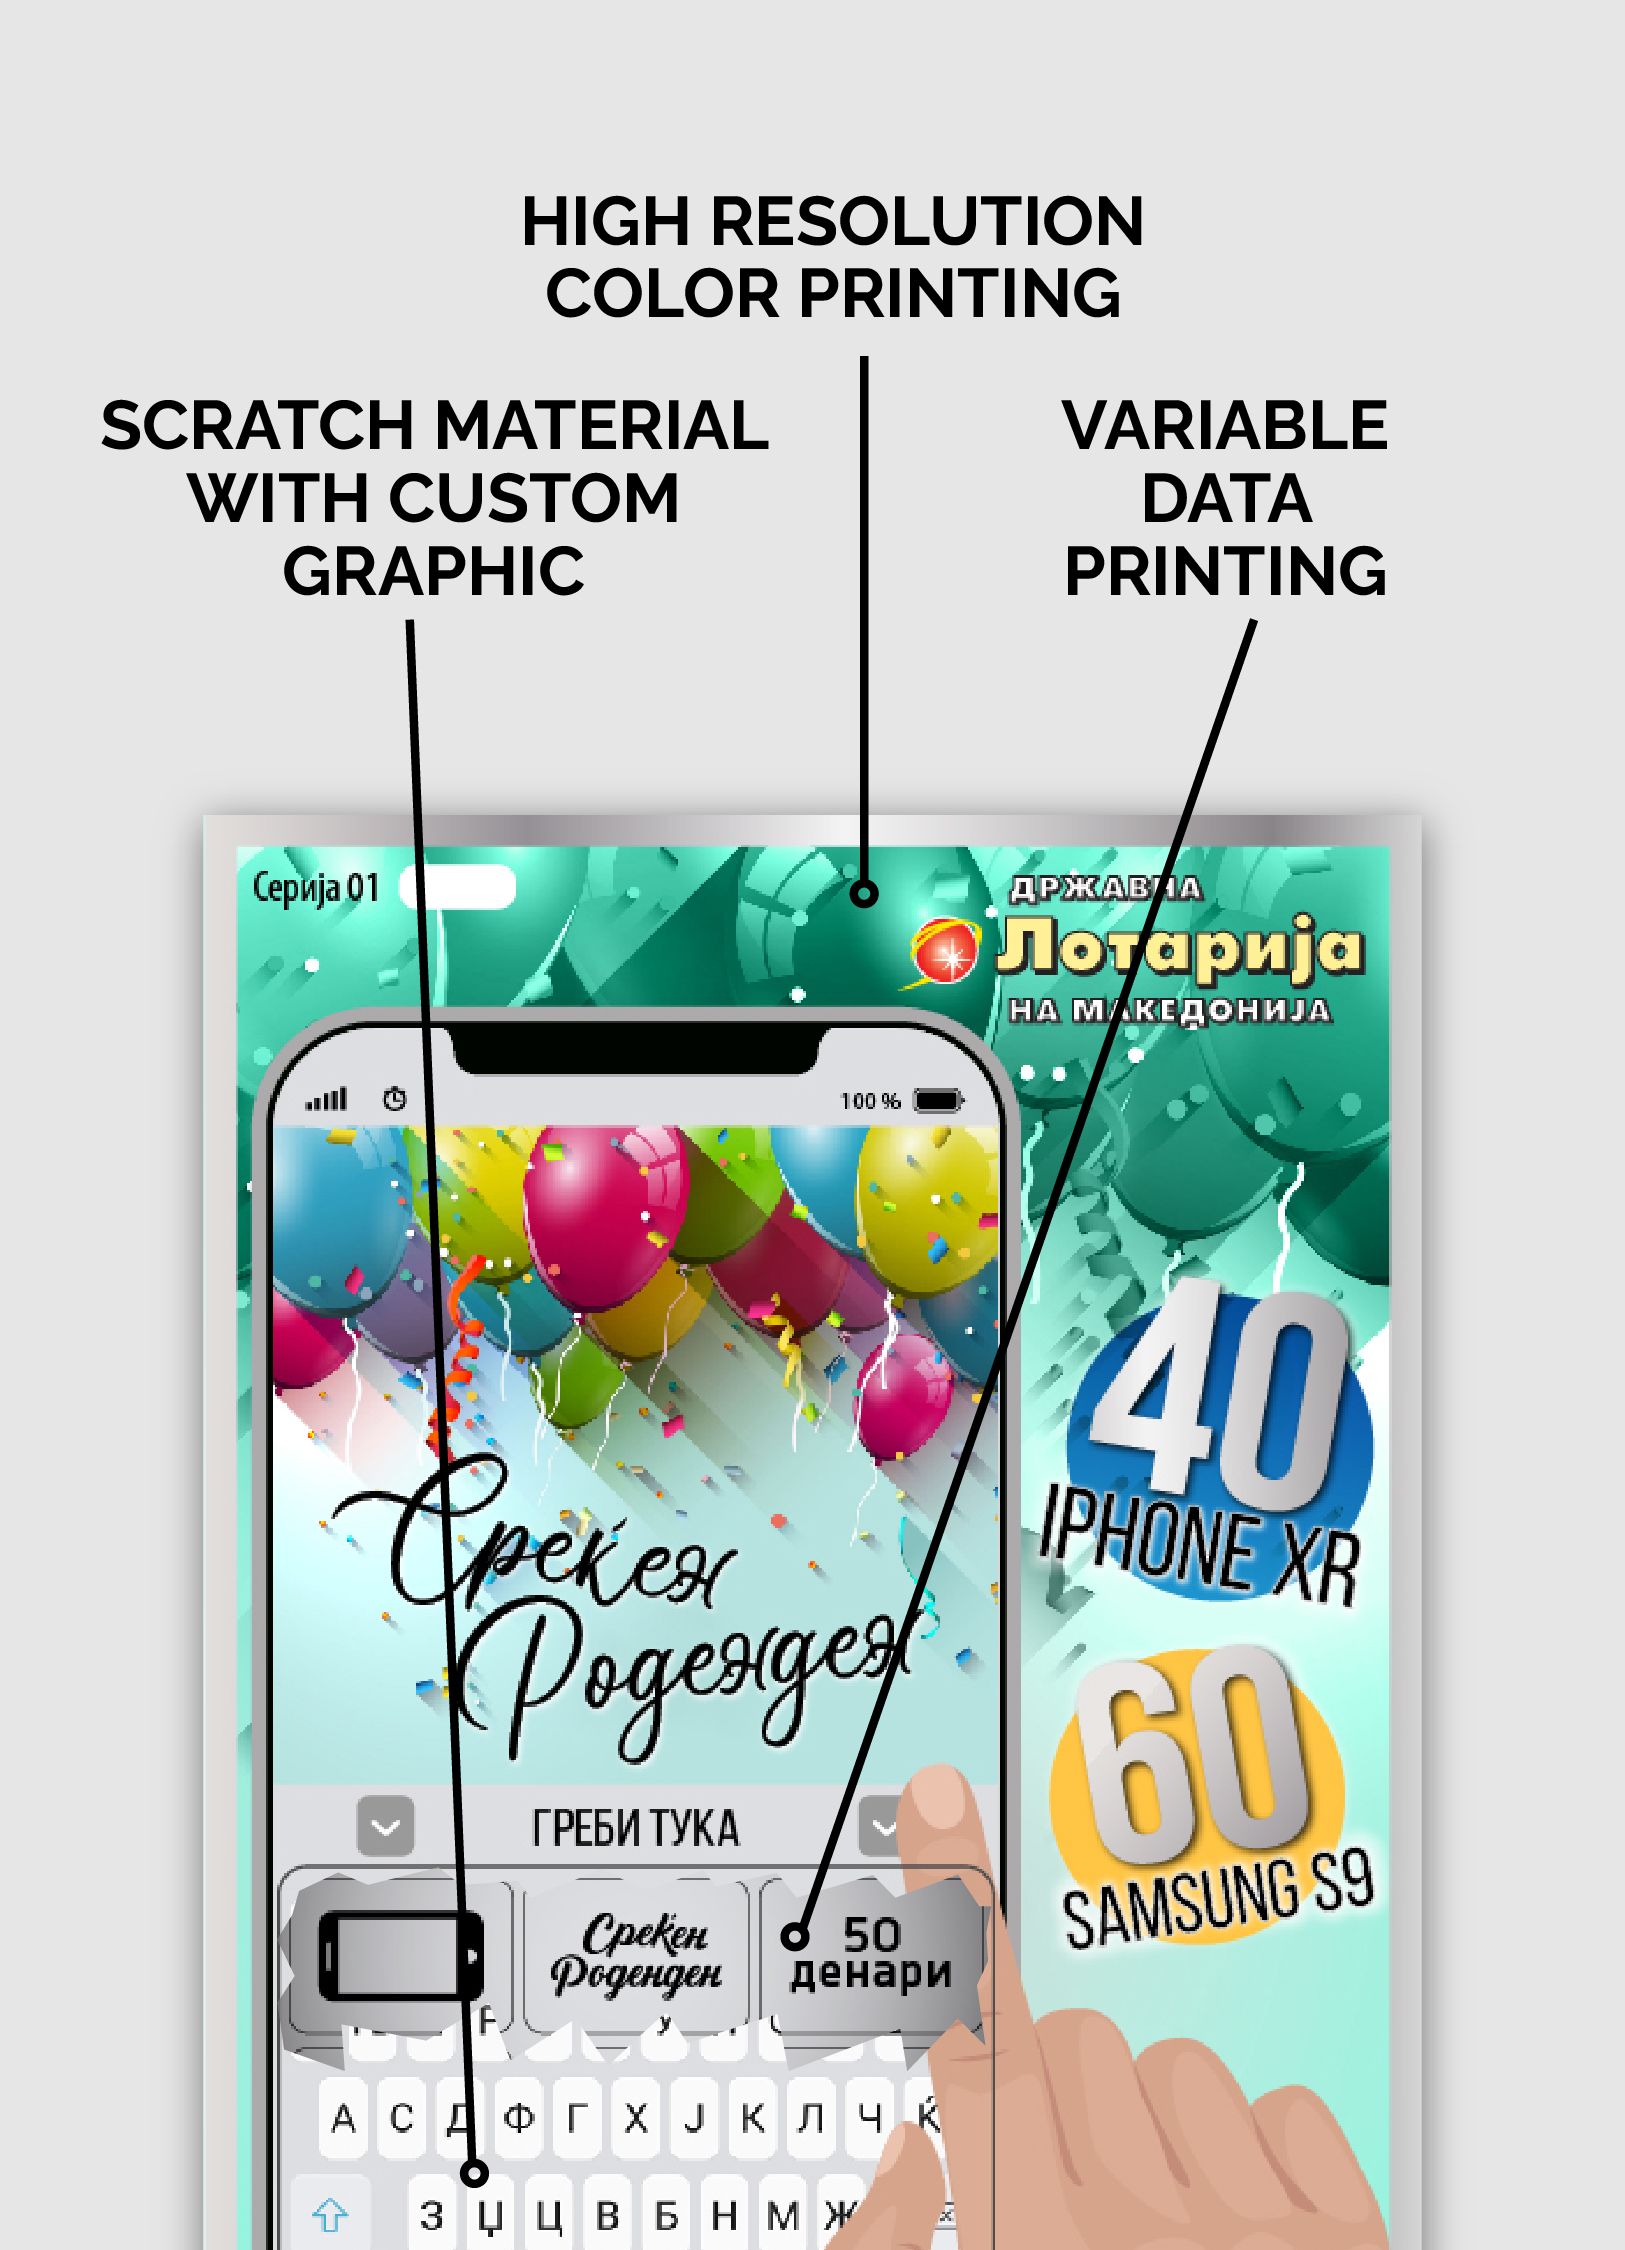 HIGH RESOLUTION
COLOR PRINTING
SCRATCH MATERIAL
WITH CUSTOM
GRAPHIC
VARIABLE
DATA
PRINTING
Серија 01
ДРЖАВНА
Лотарија
НА МАКЕДОНИЈА
100 %
Среќен
Роденден
40
IPHONE XR
60
SAMSUNG S9
ГРЕБИ ТУКА
Среќен
Роденден
50
денари
А С Д Ф Г Х Ј К Л Ч Ќ
З Џ Ц В Б Н М Ж